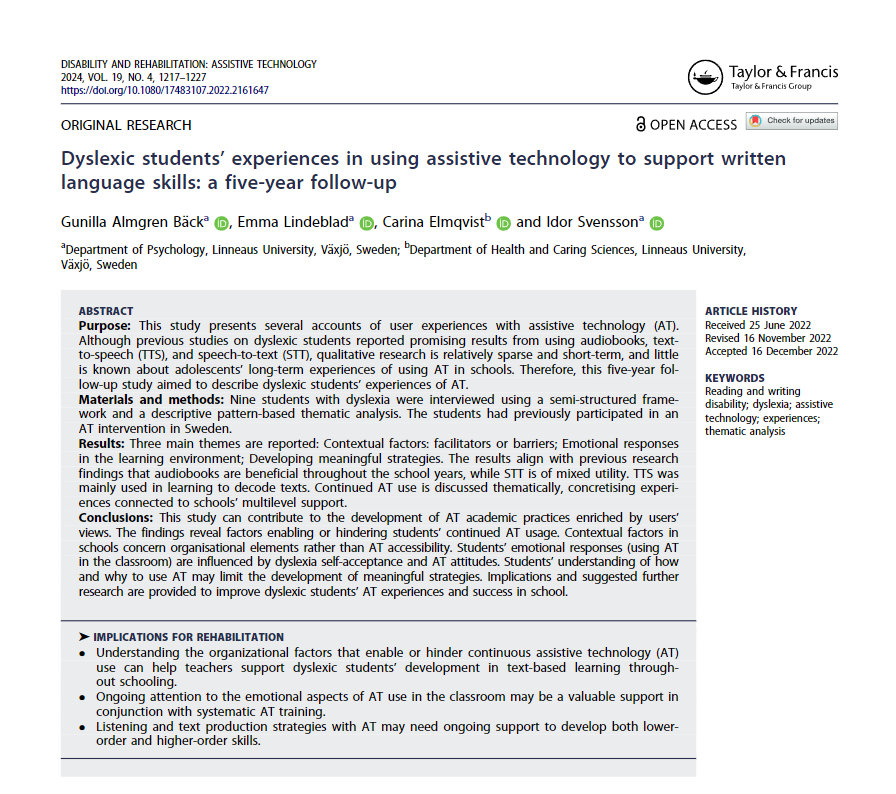 DISABILITY AND REHABILITATION: ASSISTIVE TECHNOLOGY
2024, VOL. 19, NO. 4, 1217–1227
https://doi.org/10.1080/17483107.2022.2161647
Taylor & Francis
Taylor & Francis Group
ORIGINAL RESEARCH
OPEN ACCESS
Check for updates
Dyslexic students’ experiences in using assistive technology to support written
language skills: a five-year follow-up
Gunilla Almgren Bäckᵃ iD, Emma Lindebladᵃ iD, Carina Elmqvistᵇ iD and Idor Svenssonᵃ iD
ᵃDepartment of Psychology, Linneaus University, Växjö, Sweden; ᵇDepartment of Health and Caring Sciences, Linneaus University,
Växjö, Sweden
ABSTRACT
Purpose: This study presents several accounts of user experiences with assistive technology (AT).
Although previous studies on dyslexic students reported promising results from using audiobooks, text-
to-speech (TTS), and speech-to-text (STT), qualitative research is relatively sparse and short-term, and little
is known about adolescents’ long-term experiences of using AT in schools. Therefore, this five-year fol-
low-up study aimed to describe dyslexic students’ experiences of AT.
Materials and methods: Nine students with dyslexia were interviewed using a semi-structured frame-
work and a descriptive pattern-based thematic analysis. The students had previously participated in an
AT intervention in Sweden.
Results: Three main themes are reported: Contextual factors: facilitators or barriers; Emotional responses
in the learning environment; Developing meaningful strategies. The results align with previous research
findings that audiobooks are beneficial throughout the school years, while STT is of mixed utility. TTS was
mainly used in learning to decode texts. Continued AT use is discussed thematically, concretising experi-
ences connected to schools’ multilevel support.
Conclusions: This study can contribute to the development of AT academic practices enriched by users’
views. The findings reveal factors enabling or hindering students’ continued AT usage. Contextual factors in
schools concern organisational elements rather than AT accessibility. Students’ emotional responses (using AT
in the classroom) are influenced by dyslexia self-acceptance and AT attitudes. Students’ understanding of how
and why to use AT may limit the development of meaningful strategies. Implications and suggested further
research are provided to improve dyslexic students’ AT experiences and success in school.
➤ IMPLICATIONS FOR REHABILITATION
● Understanding the organizational factors that enable or hinder continuous assistive technology (AT)
use can help teachers support dyslexic students’ development in text-based learning through-
out schooling.
● Ongoing attention to the emotional aspects of AT use in the classroom may be a valuable support in
conjunction with systematic AT training.
● Listening and text production strategies with AT may need ongoing support to develop both lower-
order and higher-order skills.
ARTICLE HISTORY
Received 25 June 2022
Revised 16 November 2022
Accepted 16 December 2022
KEYWORDS
Reading and writing
disability; dyslexia; assistive
technology; experiences;
thematic analysis